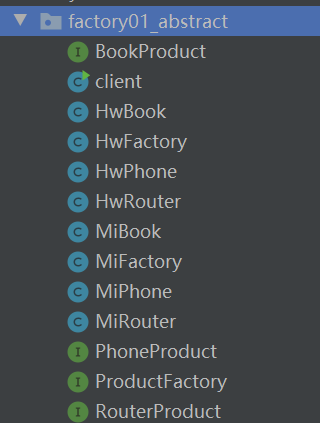 factory01_abstract
I BookProduct
C client
C HwBook
C HwFactory
C HwPhone
C HwRouter
C MiBook
C MiFactory
C MiPhone
C MiRouter
I PhoneProduct
I ProductFactory
I RouterProduct